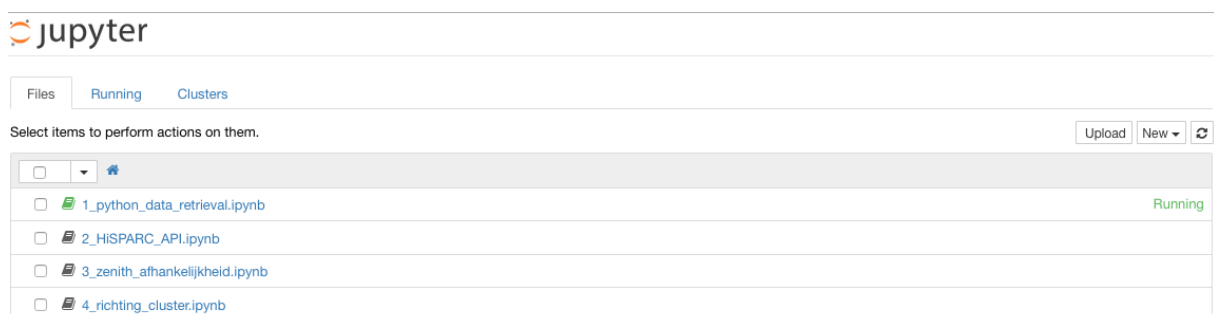 jupyter
Files Running Clusters
Select items to perform actions on them. Upload New
1_python_data_retrieval.ipynb Running
2_HiSPARC_API.ipynb
3_zenith_afhankelijkheid.ipynb
4_richting_cluster.ipynb